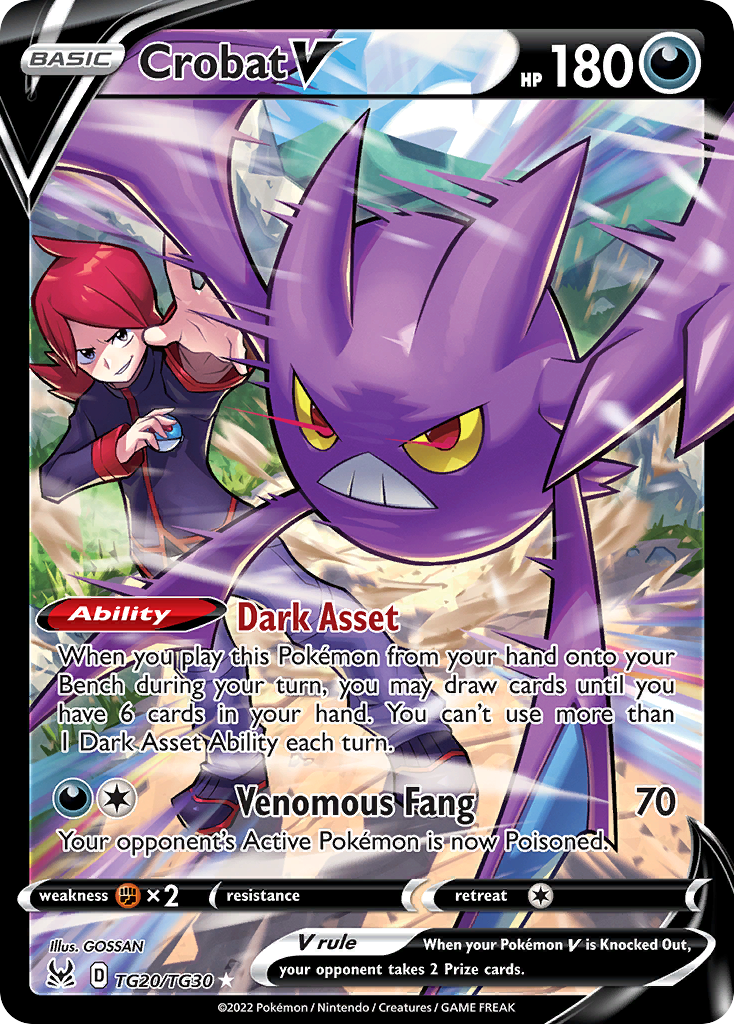 BASIC Crobat V HP 180
Ability Dark Asset
When you play this Pokémon from your hand onto your
Bench during your turn, you may draw cards until you
have 6 cards in your hand. You can't use more than
1 Dark Asset Ability each turn.
Venomous Fang 70
Your opponent's Active Pokémon is now Poisoned.
weakness ×2 resistance retreat
Illus. GOSSAN
V rule When your Pokémon V is Knocked Out,
your opponent takes 2 Prize cards.
D TG20/TG30 ★
©2022 Pokémon / Nintendo / Creatures / GAME FREAK